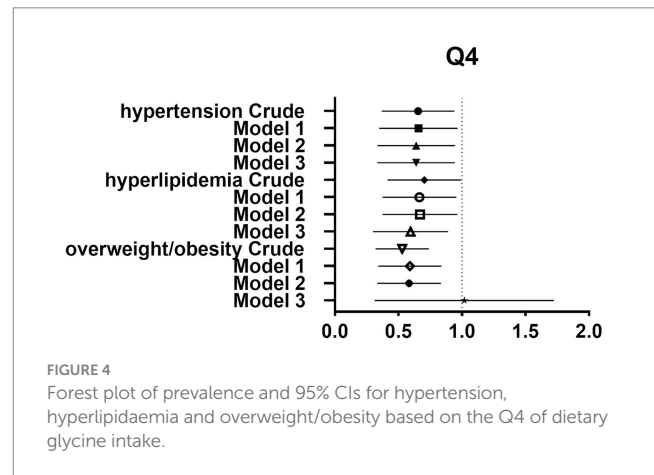 Q4
hypertension Crude
Model 1
Model 2
Model 3
hyperlipidemia Crude
Model 1
Model 2
Model 3
overweight/obesity Crude
Model 1
Model 2
Model 3
0.0 0.5 1.0 1.5 2.0
FIGURE 4
Forest plot of prevalence and 95% CIs for hypertension,
hyperlipidaemia and overweight/obesity based on the Q4 of dietary
glycine intake.